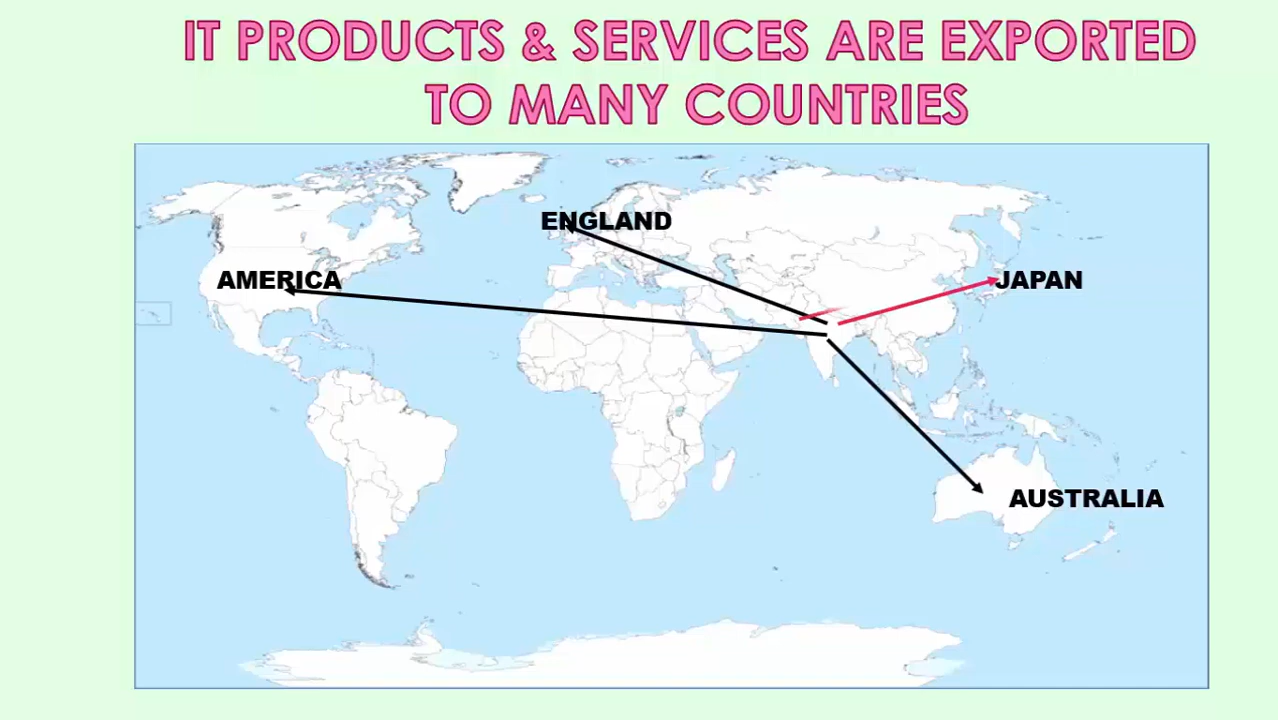 IT PRODUCTS & SERVICES ARE EXPORTED
TO MANY COUNTRIES
ENGLAND
AMERICA
JAPAN
AUSTRALIA